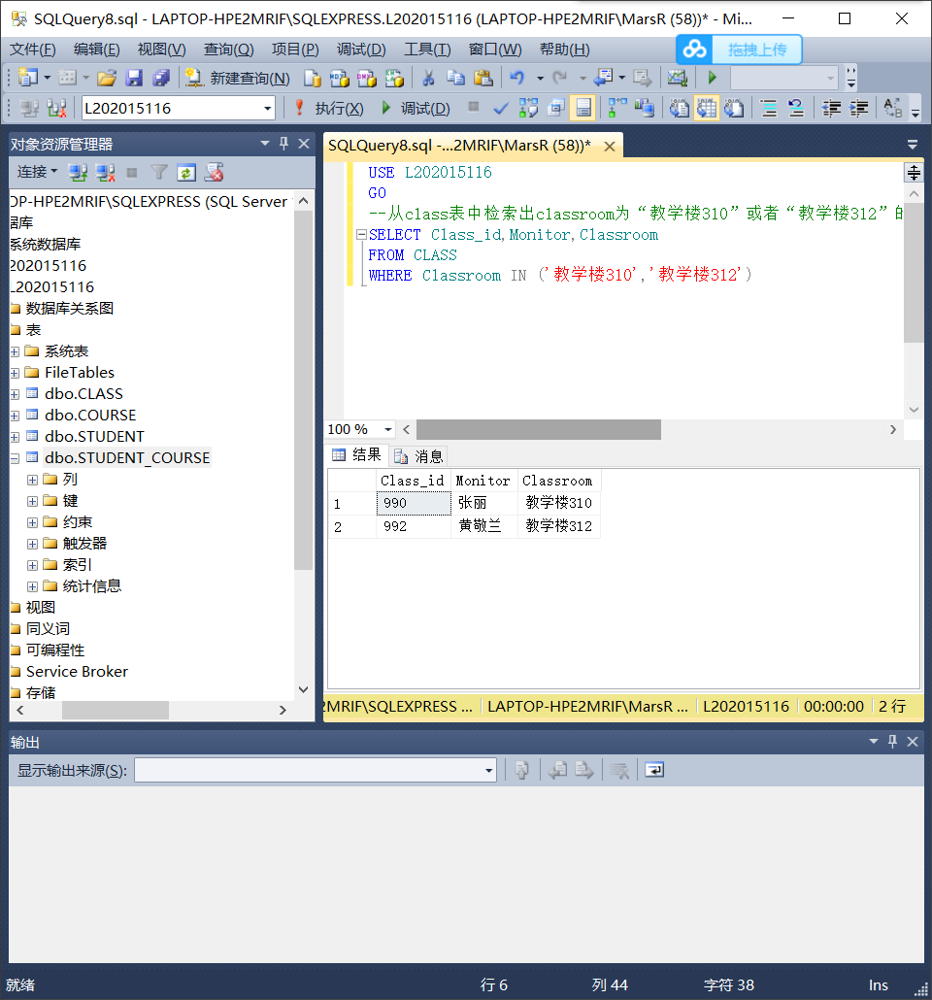 SQLQuery8.sql - LAPTOP-HPE2MRIF\SQLEXPRESS.L202015116 (LAPTOP-HPE2MRIF\MarsR (58))* - Mi...
文件(F) 编辑(E) 视图(V) 查询(Q) 项目(P) 调试(D) 工具(T) 窗口(W) 帮助(H)
拖拽上传
新建查询(N)
L202015116 执行(X) 调试(D)
对象资源管理器
连接
OP-HPE2MRIF\SQLEXPRESS (SQL Server
据库
系统数据库
202015116
L202015116
数据库关系图
表
系统表
FileTables
dbo.CLASS
dbo.COURSE
dbo.STUDENT
dbo.STUDENT_COURSE
列
键
约束
触发器
索引
统计信息
视图
同义词
可编程性
Service Broker
存储
SQLQuery8.sql -...2MRIF\MarsR (58))*
USE L202015116
GO
--从class表中检索出classroom为“教学楼310”或者“教学楼312”的
SELECT Class_id,Monitor,Classroom
FROM CLASS
WHERE Classroom IN ('教学楼310','教学楼312')
100 %
结果 消息
Class_id Monitor Classroom
1 990 张丽 教学楼310
2 992 黄敬兰 教学楼312
2MRIF\SQLEXPRESS ... LAPTOP-HPE2MRIF\MarsR ... L202015116 00:00:00 2 行
输出
显示输出来源(S):
就绪 行 6 列 44 字符 38 Ins